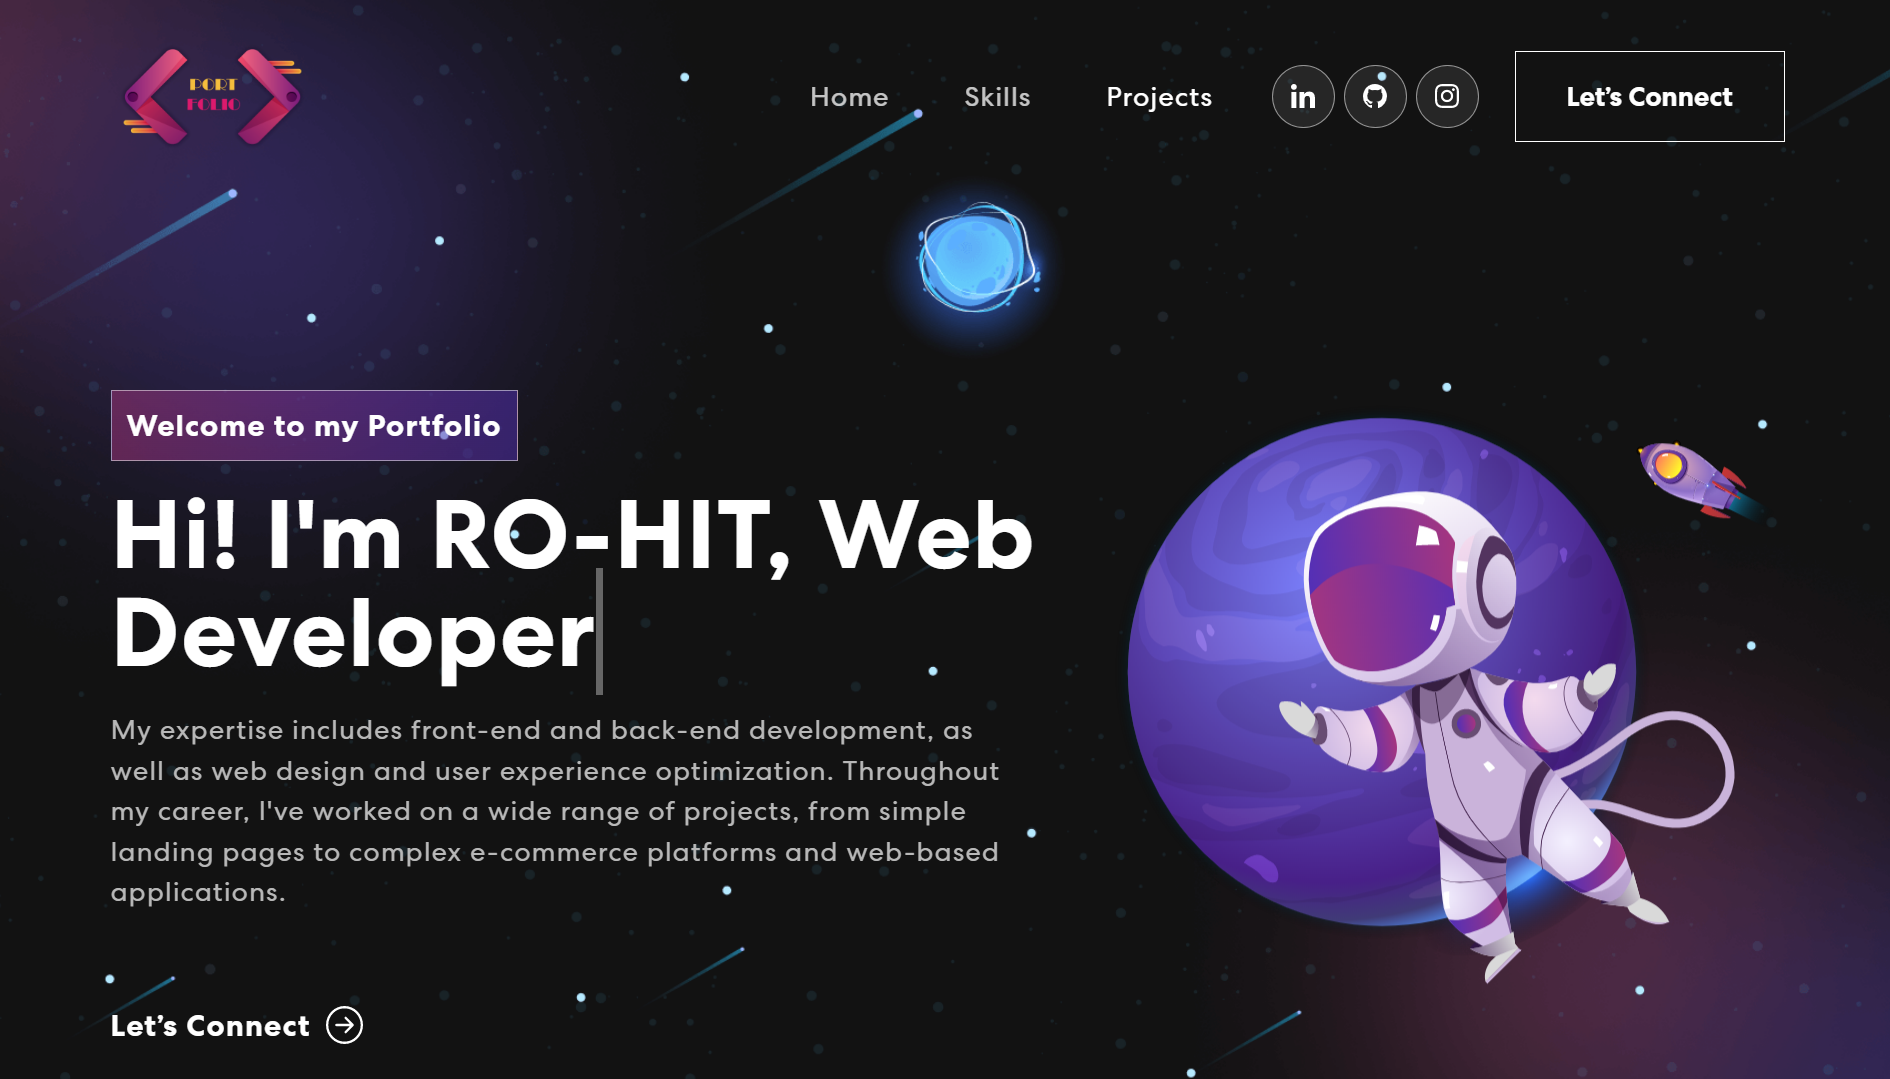 PORT
FOLIO
Home Skills Projects Let’s Connect
Welcome to my Portfolio
Hi! I'm RO-HIT, Web
Developer
My expertise includes front-end and back-end development, as
well as web design and user experience optimization. Throughout
my career, I've worked on a wide range of projects, from simple
landing pages to complex e-commerce platforms and web-based
applications.
Let’s Connect